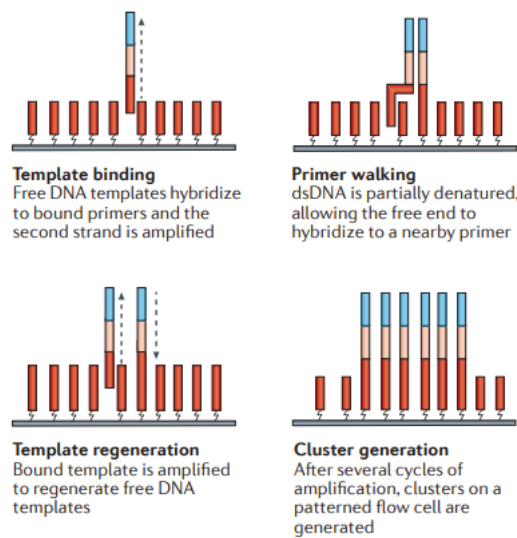 Template binding
Free DNA templates hybridize
to bound primers and the
second strand is amplified
Primer walking
dsDNA is partially denatured,
allowing the free end to
hybridize to a nearby primer
Template regeneration
Bound template is amplified
to regenerate free DNA
templates
Cluster generation
After several cycles of
amplification, clusters on a
patterned flow cell are
generated